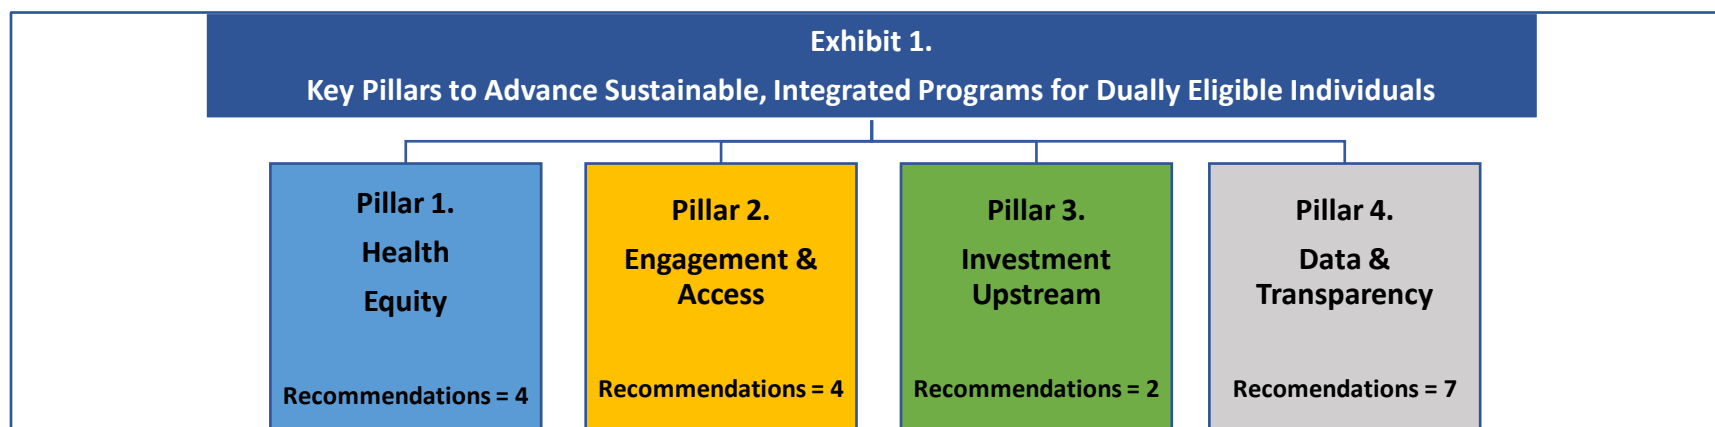 Exhibit 1.
Key Pillars to Advance Sustainable, Integrated Programs for Dually Eligible Individuals
Pillar 1.
Health
Equity
Recommendations = 4
Pillar 2.
Engagement &
Access
Recommendations = 4
Pillar 3.
Investment
Upstream
Recommendations = 2
Pillar 4.
Data &
Transparency
Recomendations = 7